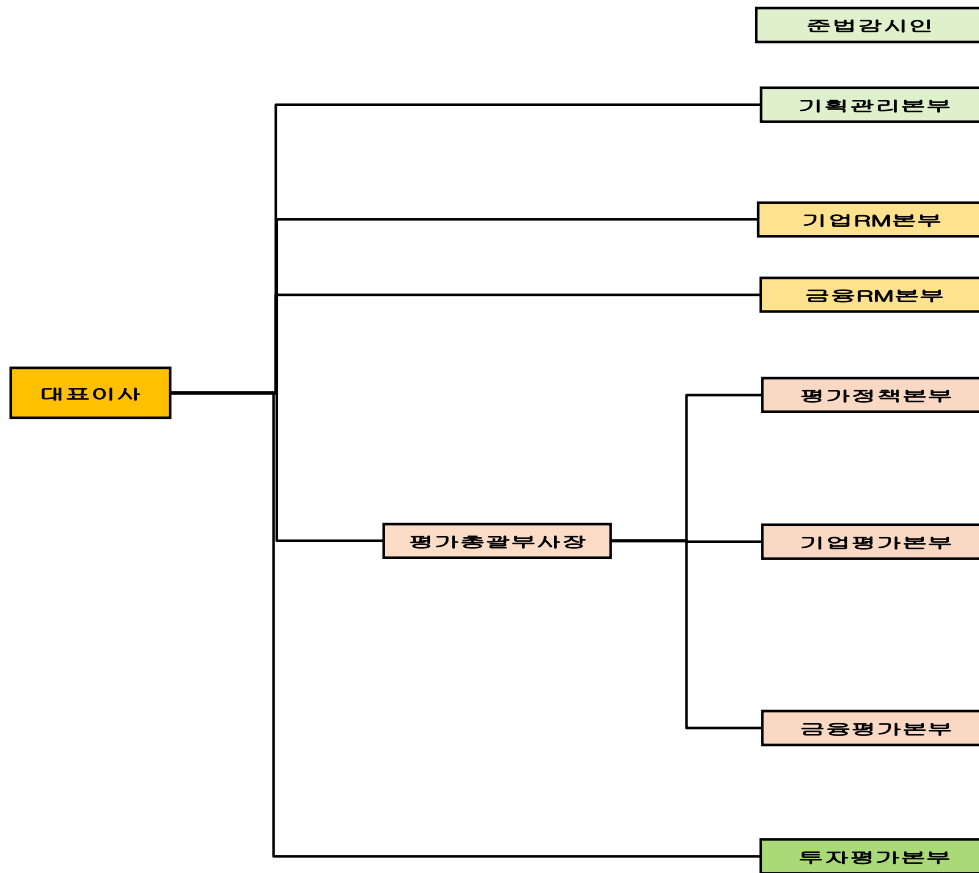 준법감시인
기획관리본부
기업RM본부
금융RM본부
대표이사
평가정책본부
평가총괄부사장
기업평가본부
금융평가본부
투자평가본부